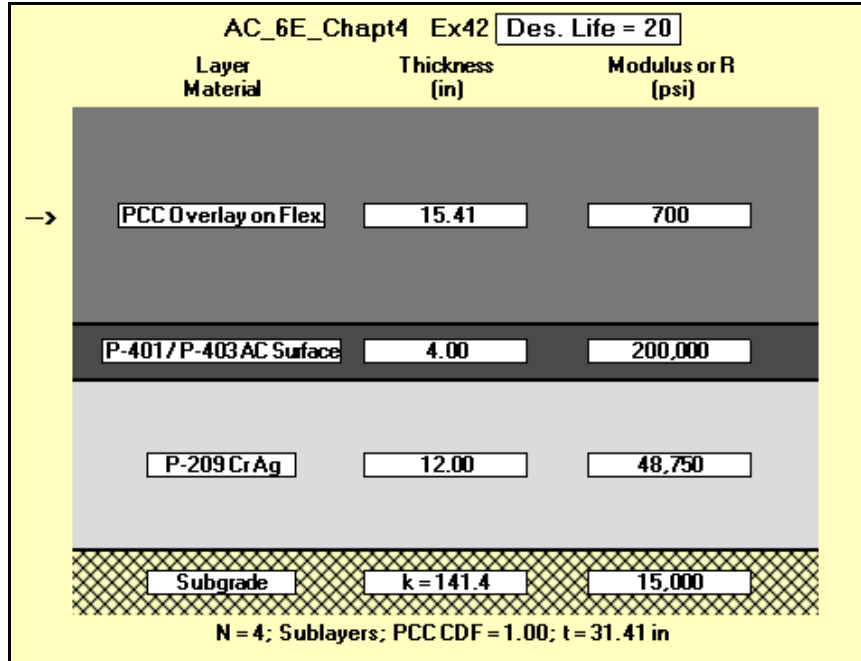 AC_6E_Chapt4 Ex42 Des. Life = 20
Layer Material Thickness (in) Modulus or R (psi)
--> PCC Overlay on Flex. 15.41 700
P-401 / P-403 AC Surface 4.00 200,000
P-209 Cr Ag 12.00 48,750
Subgrade k = 141.4 15,000
N = 4; Sublayers; PCC CDF = 1.00; t = 31.41 in